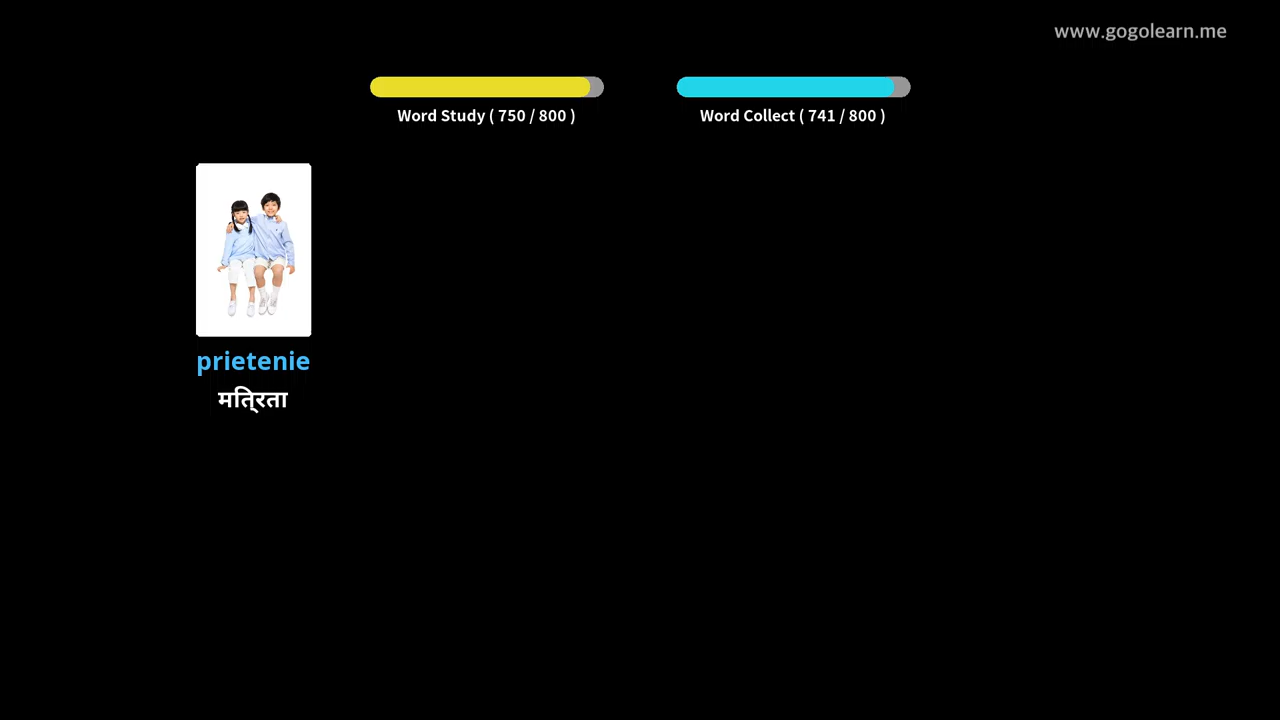 www.gogolearn.me
Word Study ( 750 / 800 )
Word Collect ( 741 / 800 )
prietenie
मित्रता